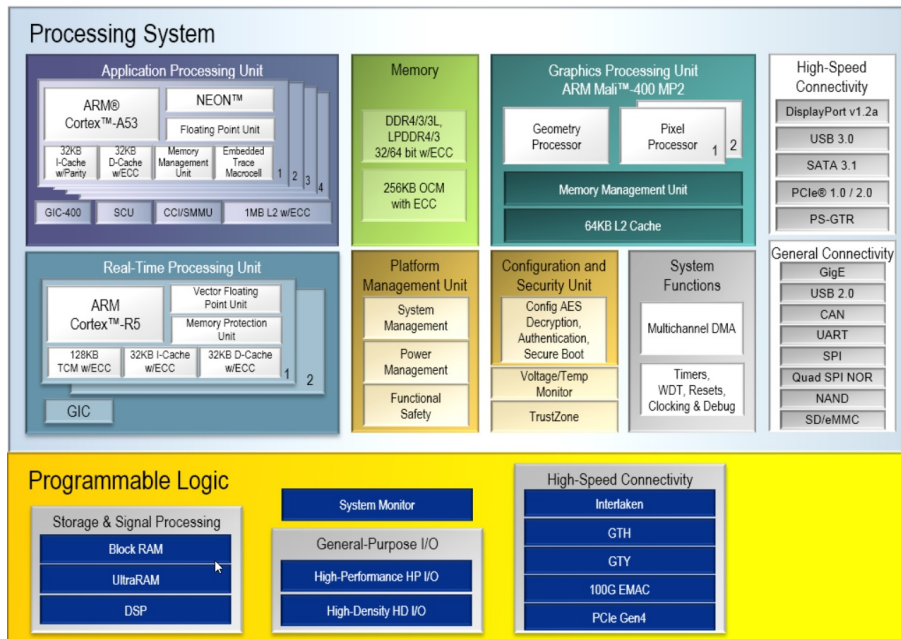 Processing System
Application Processing Unit
ARM®
Cortex™-A53
NEON™
Floating Point Unit
32KB
I-Cache
w/Parity
32KB
D-Cache
w/ECC
Memory
Management
Unit
Embedded
Trace
Macrocell
1
2
3
4
GIC-400
SCU
CCI/SMMU
1MB L2 w/ECC
Memory
DDR4/3/3L,
LPDDR4/3
32/64 bit w/ECC
256KB OCM
with ECC
Graphics Processing Unit
ARM Mali™-400 MP2
Geometry
Processor
Pixel
Processor
1
2
Memory Management Unit
64KB L2 Cache
High-Speed
Connectivity
DisplayPort v1.2a
USB 3.0
SATA 3.1
PCIe® 1.0 / 2.0
PS-GTR
Real-Time Processing Unit
ARM
Cortex™-R5
Vector Floating
Point Unit
Memory Protection
Unit
128KB
TCM w/ECC
32KB I-Cache
w/ECC
32KB D-Cache
w/ECC
1
2
GIC
Platform
Management Unit
System
Management
Power
Management
Functional
Safety
Configuration and
Security Unit
Config AES
Decryption,
Authentication,
Secure Boot
Voltage/Temp
Monitor
TrustZone
System
Functions
Multichannel DMA
Timers,
WDT, Resets,
Clocking & Debug
General Connectivity
GigE
USB 2.0
CAN
UART
SPI
Quad SPI NOR
NAND
SD/eMMC
Programmable Logic
Storage & Signal Processing
Block RAM
UltraRAM
DSP
System Monitor
General-Purpose I/O
High-Performance HP I/O
High-Density HD I/O
High-Speed Connectivity
Interlaken
GTH
GTY
100G EMAC
PCIe Gen4